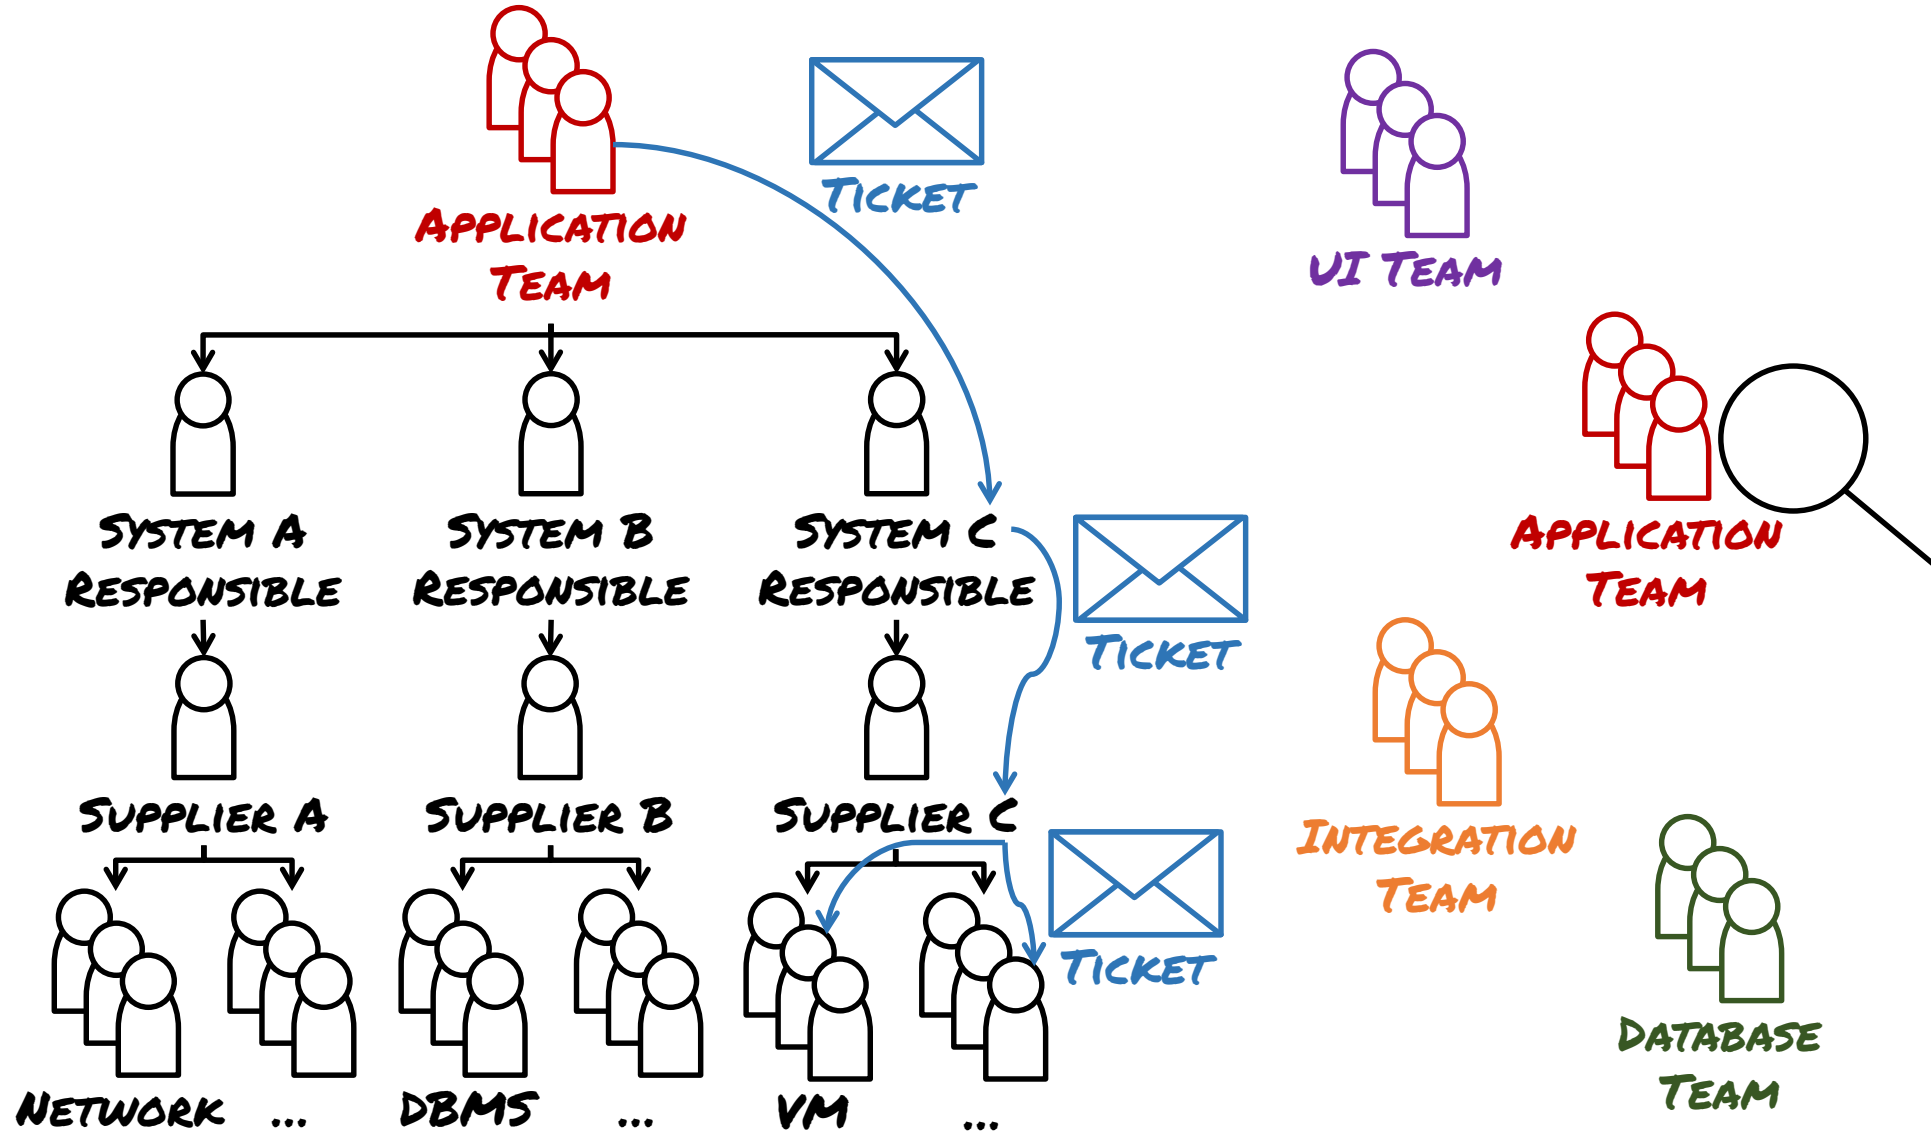 Ticket
Application
Team
UI Team
System A
Responsible
System B
Responsible
System C
Responsible
Ticket
Application
Team
Supplier A
Supplier B
Supplier C
Integration
Team
Ticket
Database
Team
Network
...
DBMS
...
VM
...